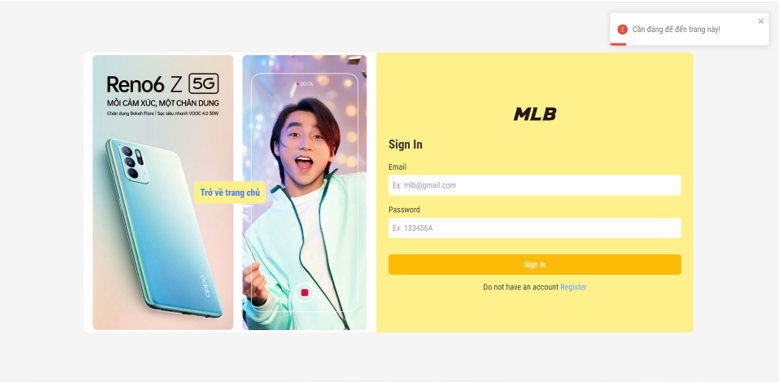 Cần đăng để đến trang này!
Reno6 Z 5G
MỖI CẢM XÚC, MỘT CHÂN DUNG
Chân dung Bokeh Flare | Sạc siêu nhanh VOOC 4.0 30W
Trở về trang chủ
oppo
MLB
Sign In
Email
Ex: mlb@gmail.com
Password
Ex: 123456A
Sign In
Do not have an account Register